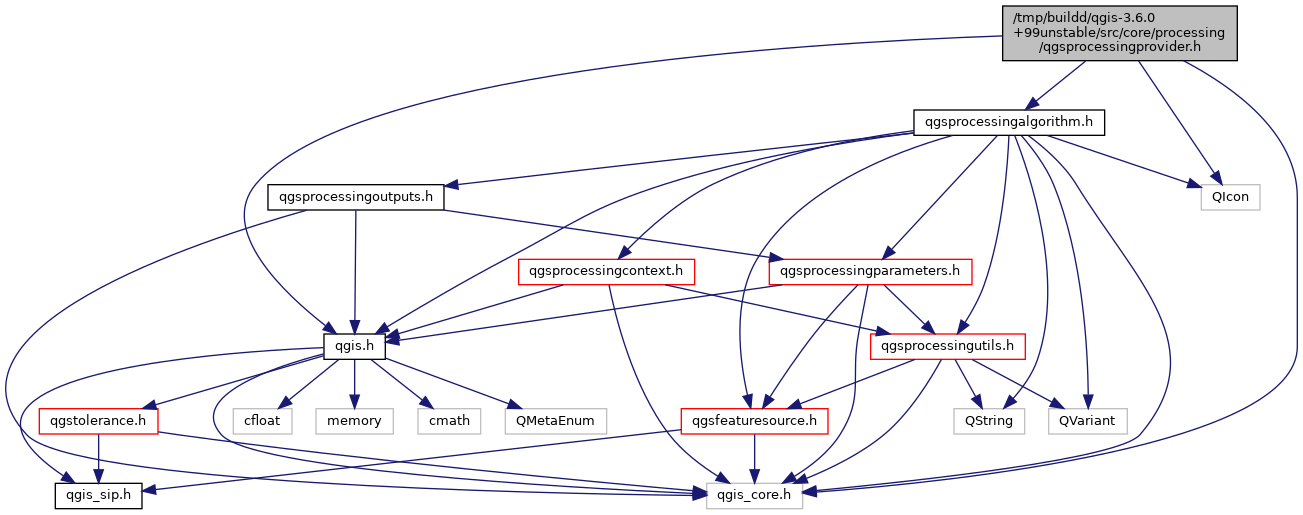 /tmp/buildd/qgis-3.6.0
+99unstable/src/core/processing
/qgsprocessingprovider.h
qgsprocessingalgorithm.h
qgsprocessingoutputs.h
QIcon
qgsprocessingcontext.h
qgsprocessingparameters.h
qgis.h
qgsprocessingutils.h
qgstolerance.h
cfloat
memory
cmath
QMetaEnum
qgsfeaturesource.h
QString
QVariant
qgis_sip.h
qgis_core.h